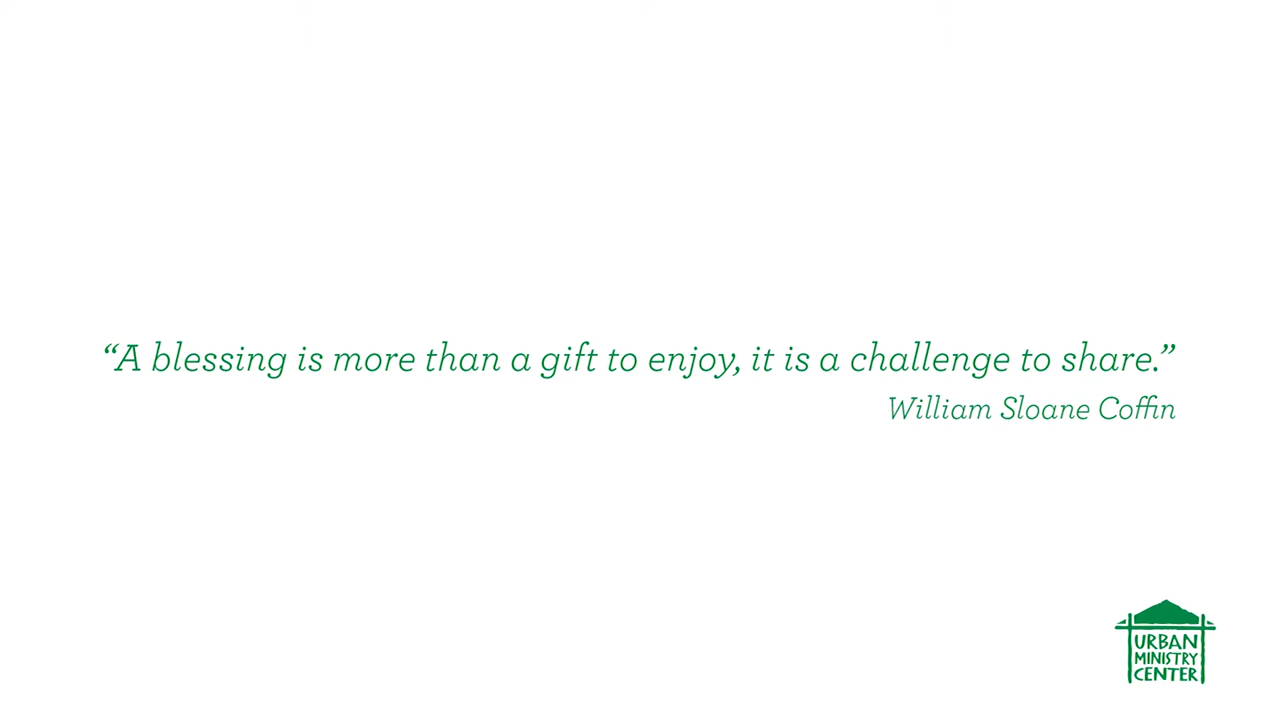 “A blessing is more than a gift to enjoy, it is a challenge to share.”
William Sloane Coffin
URBAN
MINISTRY
CENTER